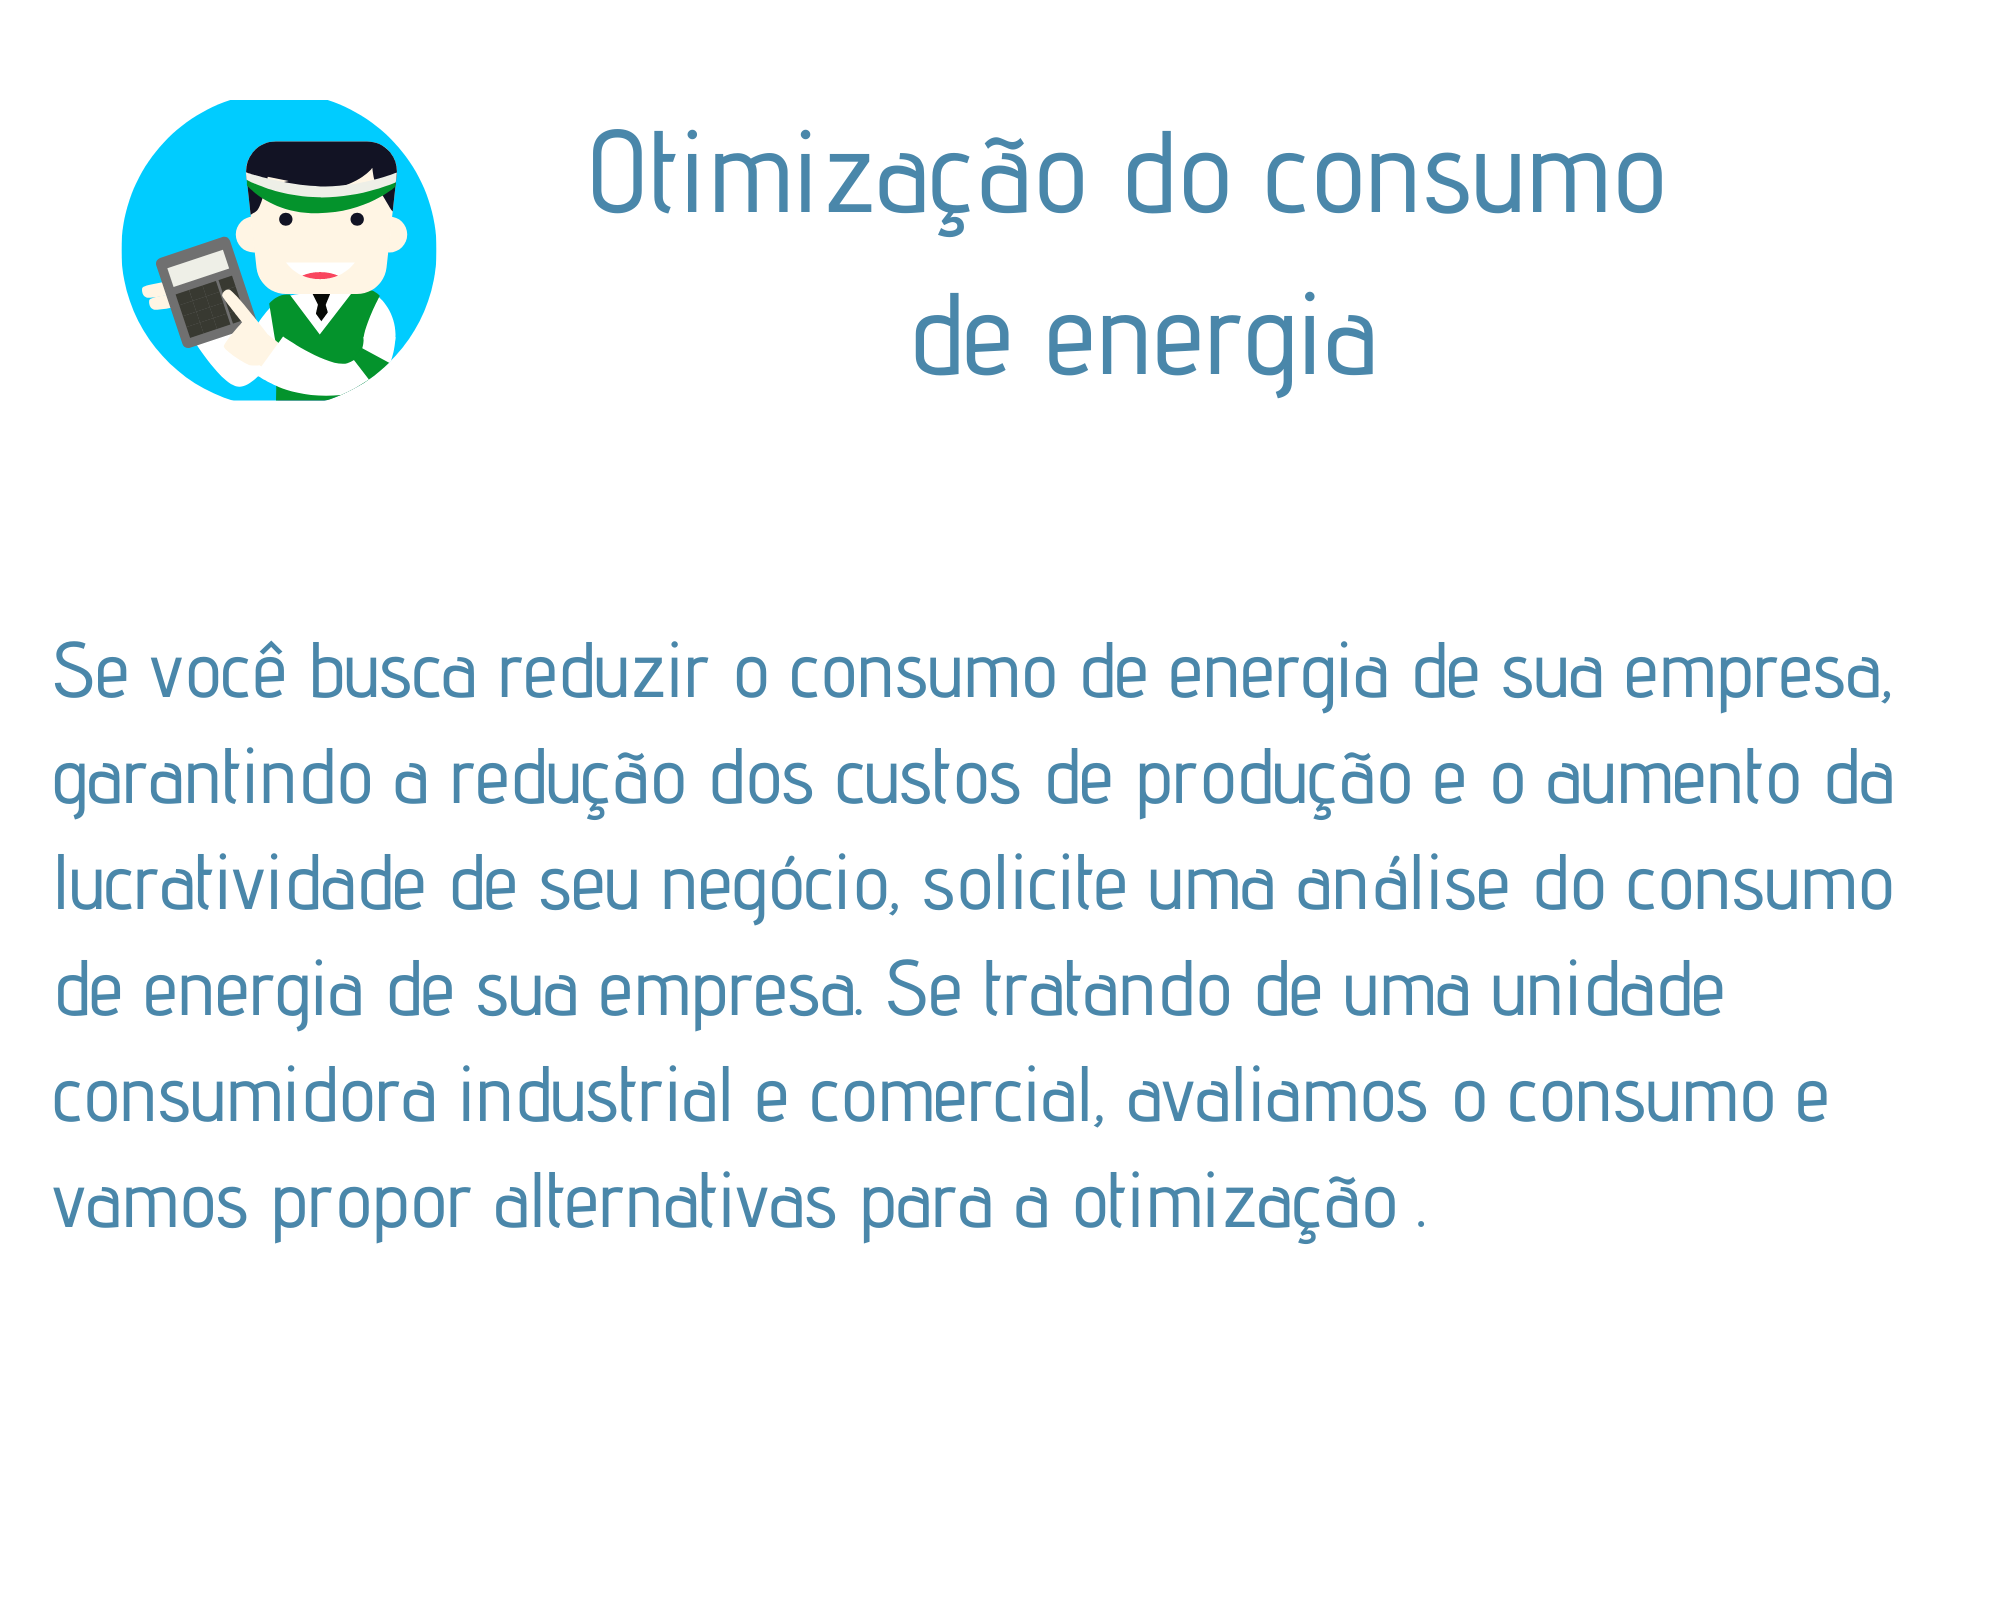 Otimização do consumo
de energia
Se você busca reduzir o consumo de energia de sua empresa,
garantindo a redução dos custos de produção e o aumento da
lucratividade de seu negócio, solicite uma análise do consumo
de energia de sua empresa. Se tratando de uma unidade
consumidora industrial e comercial, avaliamos o consumo e
vamos propor alternativas para a otimização .